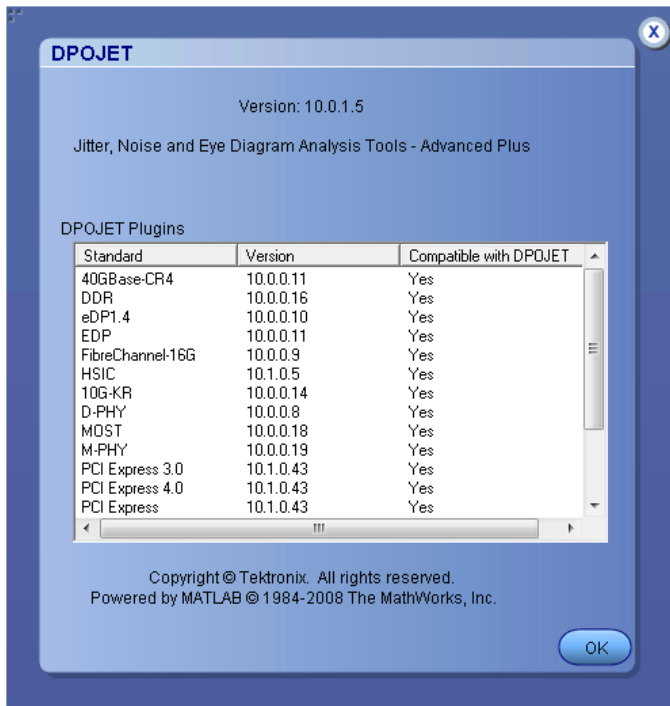 X
DPOJET
Version: 10.0.1.5
Jitter, Noise and Eye Diagram Analysis Tools - Advanced Plus
DPOJET Plugins
Standard Version Compatible with DPOJET
40GBase-CR4 10.0.0.11 Yes
DDR 10.0.0.16 Yes
eDP1.4 10.0.0.10 Yes
EDP 10.0.0.11 Yes
FibreChannel-16G 10.0.0.9 Yes
HSIC 10.1.0.5 Yes
10G-KR 10.0.0.14 Yes
D-PHY 10.0.0.8 Yes
MOST 10.0.0.18 Yes
M-PHY 10.0.0.19 Yes
PCI Express 3.0 10.1.0.43 Yes
PCI Express 4.0 10.1.0.43 Yes
PCI Express 10.1.0.43 Yes
Copyright © Tektronix. All rights reserved.
Powered by MATLAB © 1984-2008 The MathWorks, Inc.
OK